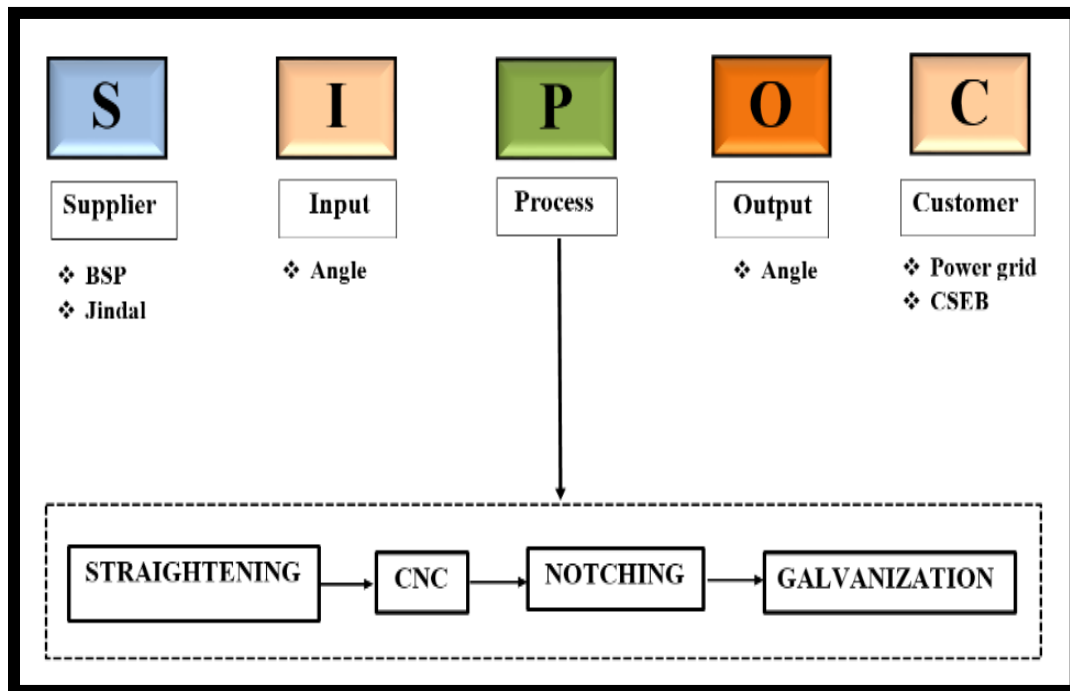 S I P O C
Supplier Input Process Output Customer
❖ BSP ❖ Angle ❖ Angle ❖ Power grid
❖ Jindal ❖ CSEB
STRAIGHTENING CNC NOTCHING GALVANIZATION